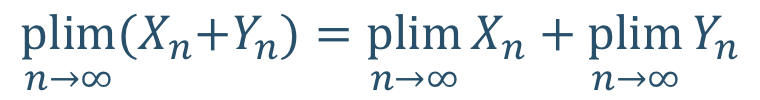 plim(Xₙ+Yₙ) = plim Xₙ + plim Yₙ
n→∞ n→∞ n→∞